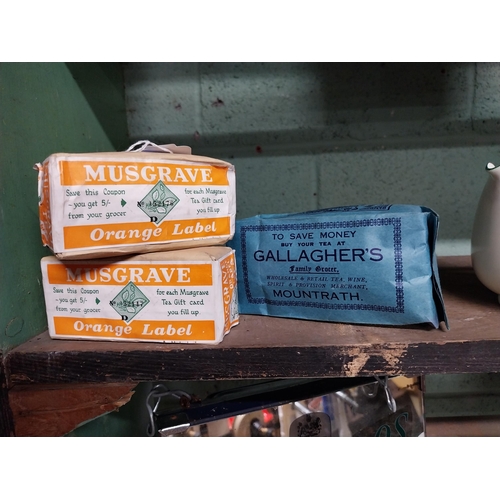 MUSGRAVE
Save this Coupon
- you get 5/-
from your grocer
for each Musgrave
Tea Gift card
you fill up
D
Orange Label
MUSGRAVE
Save this Coupon
- you get 5/-
from your grocer
for each Musgrave
Tea Gift card
you fill up
D
Orange Label
TO SAVE MONEY
BUY YOUR TEA AT
GALLAGHER'S
Family Grocer,
WHOLESALE & RETAIL TEA WINE,
SPIRIT & PROVISION MERCHANT,
MOUNTRATH.